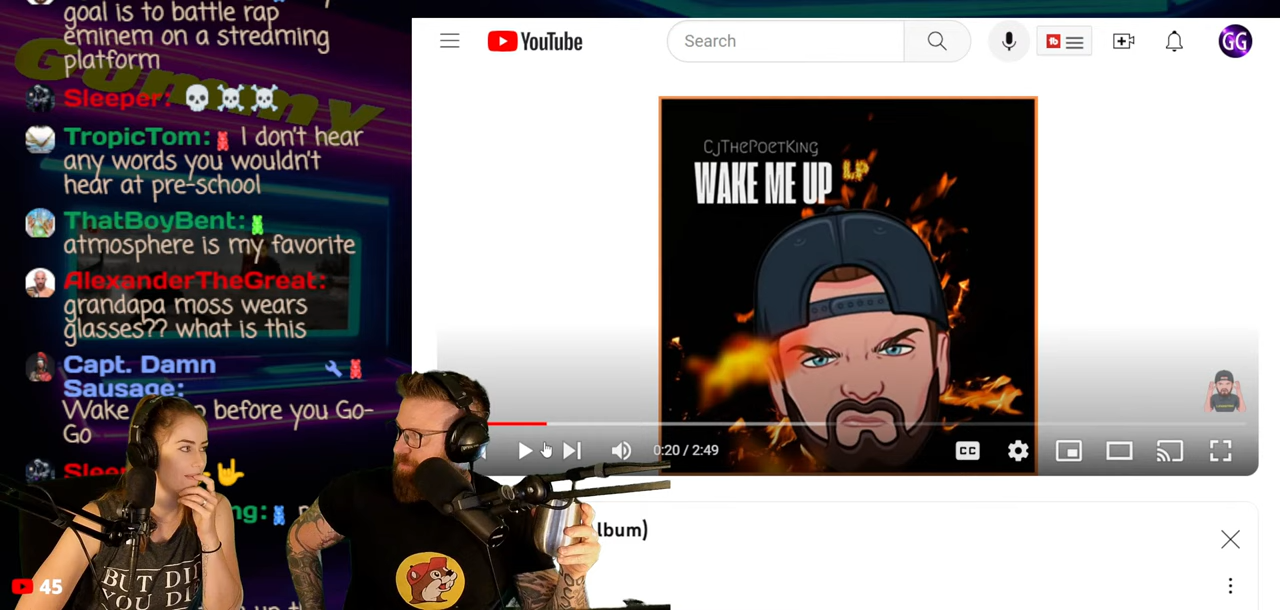 goal is to battle rap
eminem on a streaming
platform
Gummy
Sleeper:
TropicTom: I don't hear
any words you wouldn't
hear at pre-school
ThatBoyBent:
atmosphere is my favorite
AlexanderTheGreat:
grandapa moss wears
glasses?? what is this
Capt. Damn
Sausage:
Wake before you Go-
Go
45
BUT DI
YOU DI
YouTube
Search
GG
CJThePoetKing
WAKE ME UP LP
0:20 / 2:49
CC
lbum)